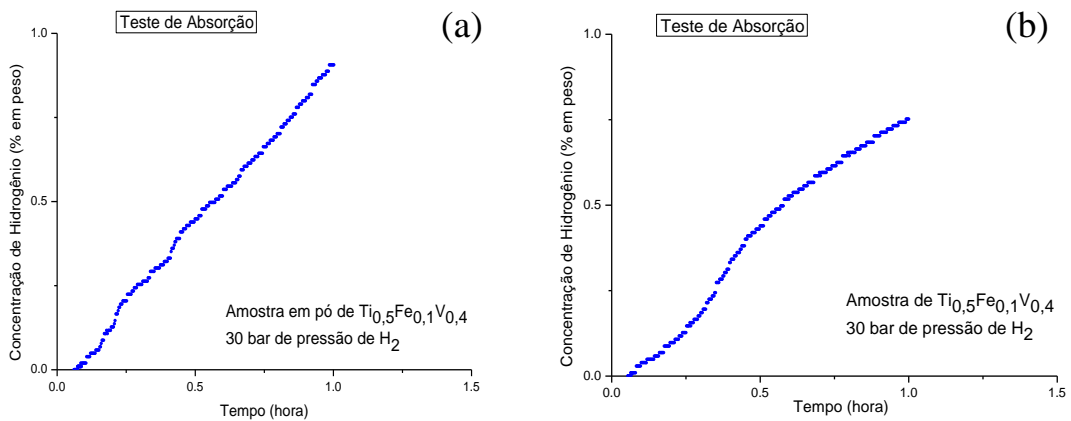 Teste de Absorção
(a)
Concentração de Hidrogênio (% em peso)
1.0
0.5
0.0
Amostra em pó de Ti0,5Fe0,1V0,4
30 bar de pressão de H2
0.0 0.5 1.0 1.5
Tempo (hora)
Teste de Absorção
(b)
Concentração de Hidrogênio (% em peso)
1.0
0.5
0.0
Amostra de Ti0,5Fe0,1V0,4
30 bar de pressão de H2
0.0 0.5 1.0 1.5
Tempo (hora)